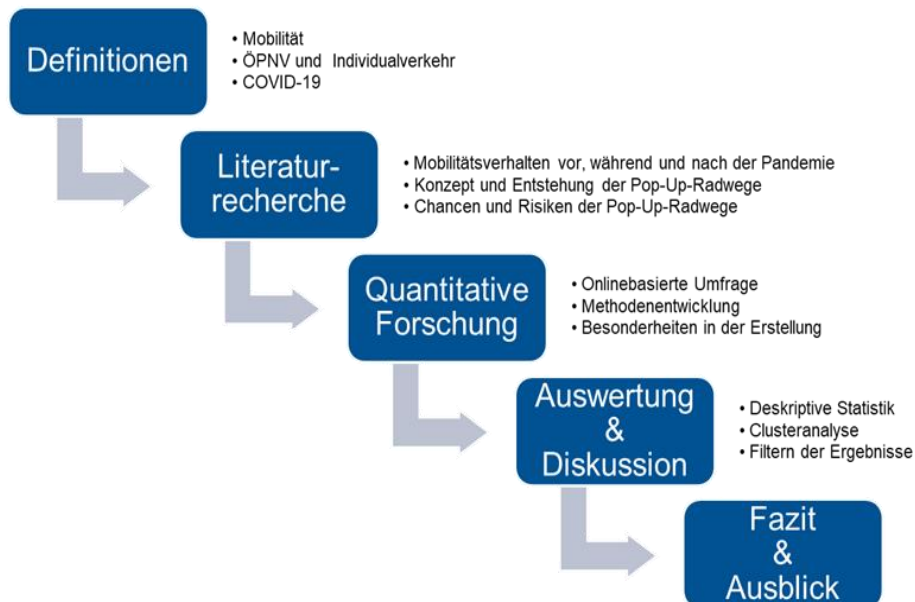 Definitionen
• Mobilität
• ÖPNV und Individualverkehr
• COVID-19
Literatur-
recherche
• Mobilitätsverhalten vor, während und nach der Pandemie
• Konzept und Entstehung der Pop-Up-Radwege
• Chancen und Risiken der Pop-Up-Radwege
Quantitative
Forschung
• Onlinebasierte Umfrage
• Methodenentwicklung
• Besonderheiten in der Erstellung
Auswertung
&
Diskussion
• Deskriptive Statistik
• Clusteranalyse
• Filtern der Ergebnisse
Fazit
&
Ausblick